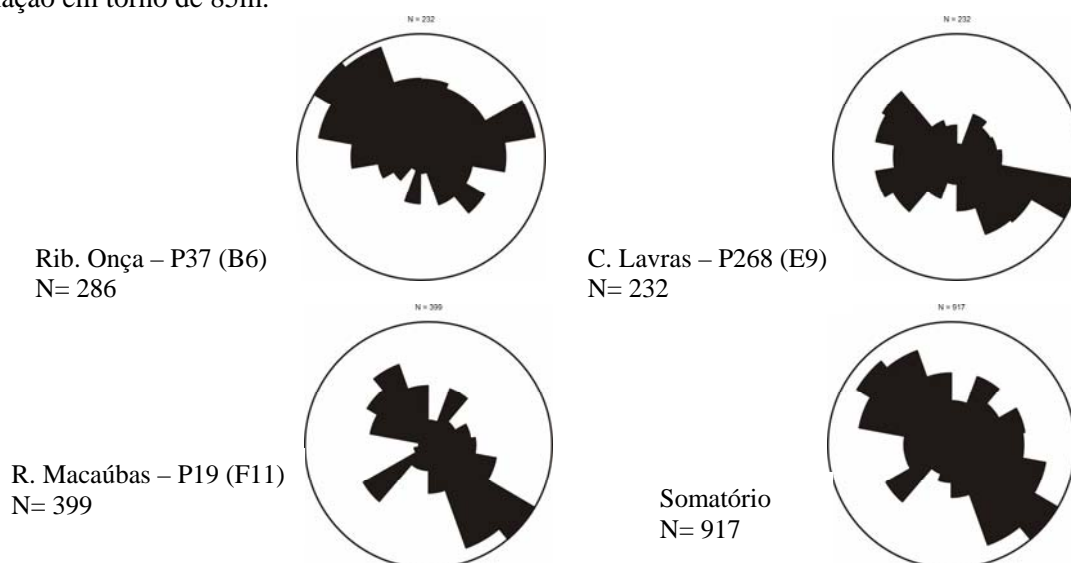 em torno de 85m.
N = 232
N = 232
Rib. Onça – P37 (B6)
N= 286
C. Lavras – P268 (E9)
N= 232
N = 399
N = 917
R. Macaúbas – P19 (F11)
N= 399
Somatório
N= 917